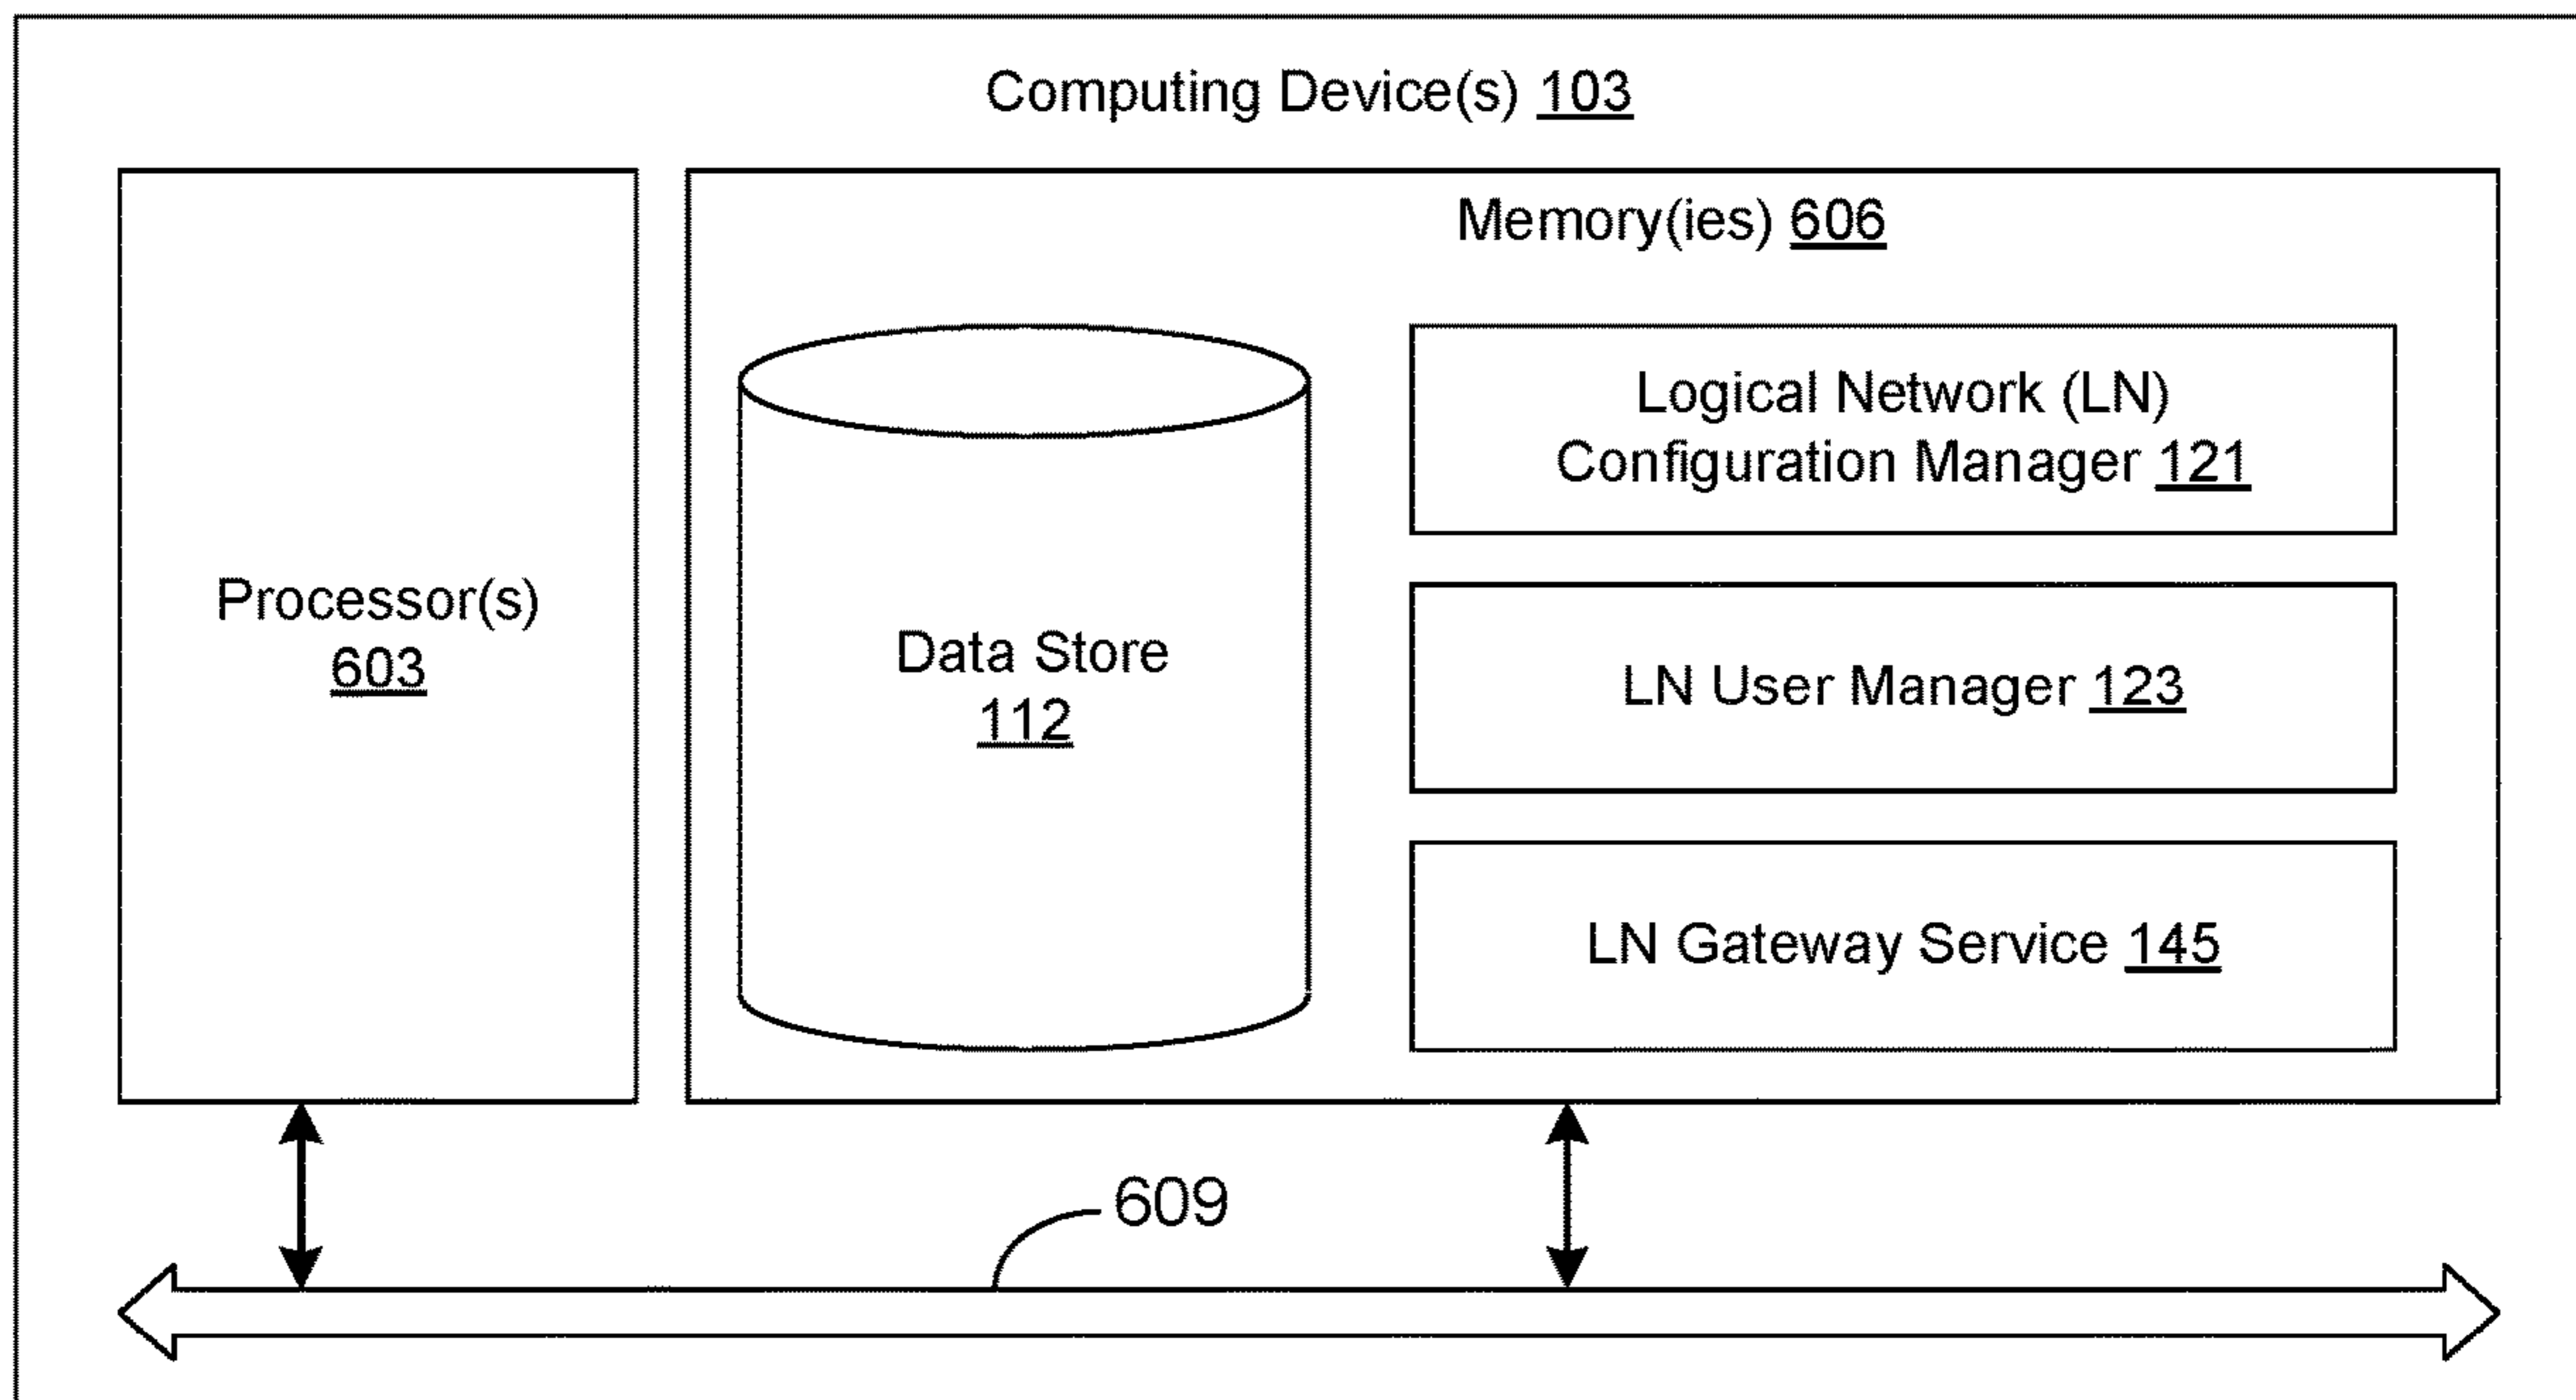 Computing Device(s) 103
Memory(ies) 606
Processor(s)
603
Data Store
112
Logical Network (LN)
Configuration Manager 121
LN User Manager 123
LN Gateway Service 145
609